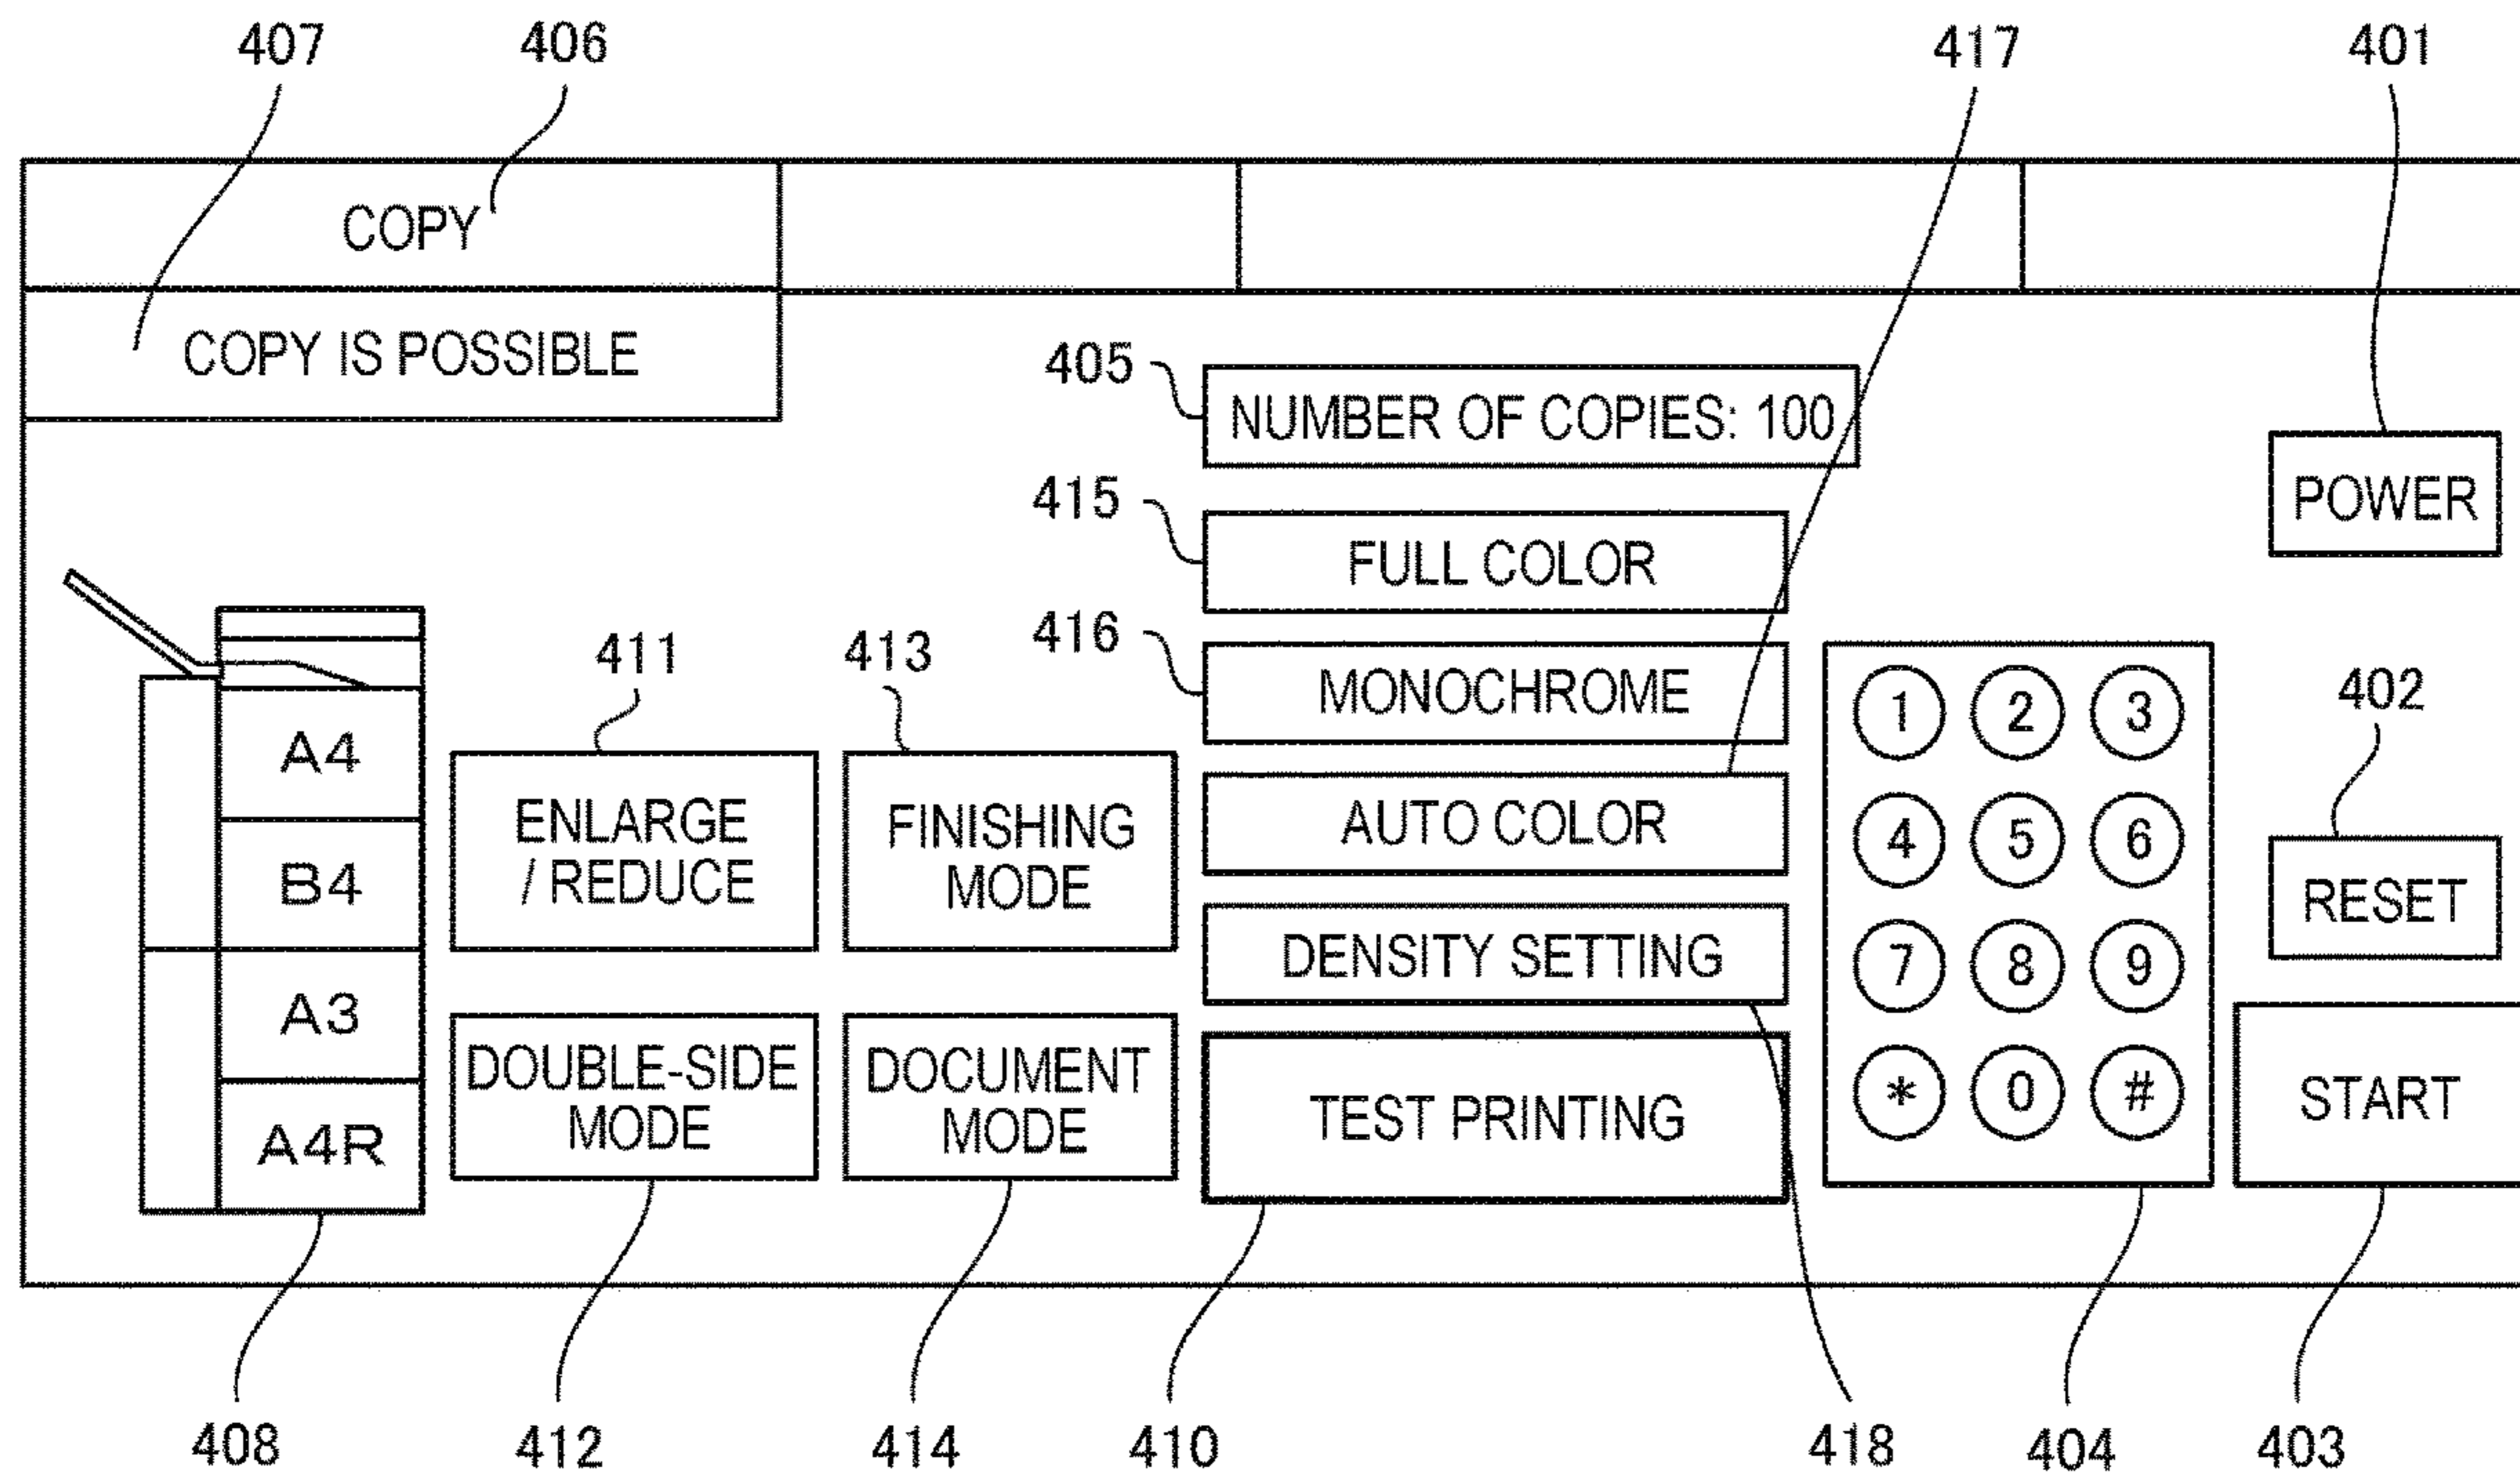 407
406
417
401
COPY
COPY IS POSSIBLE
405
NUMBER OF COPIES: 100
POWER
415
FULL COLOR
416
MONOCHROME
411
413
402
A4
B4
A3
A4R
ENLARGE
/ REDUCE
FINISHING
MODE
AUTO COLOR
DENSITY SETTING
DOUBLE-SIDE
MODE
DOCUMENT
MODE
TEST PRINTING
1 2 3
4 5 6
7 8 9
* 0 #
RESET
START
408
412
414
410
418
404
403